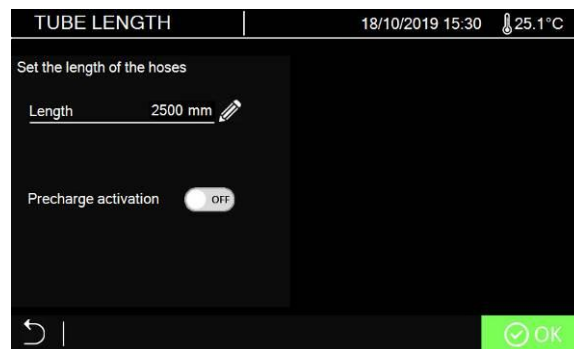 TUBE LENGTH 18/10/2019 15:30 25.1°C
Set the length of the hoses
Length 2500 mm
Precharge activation OFF
OK